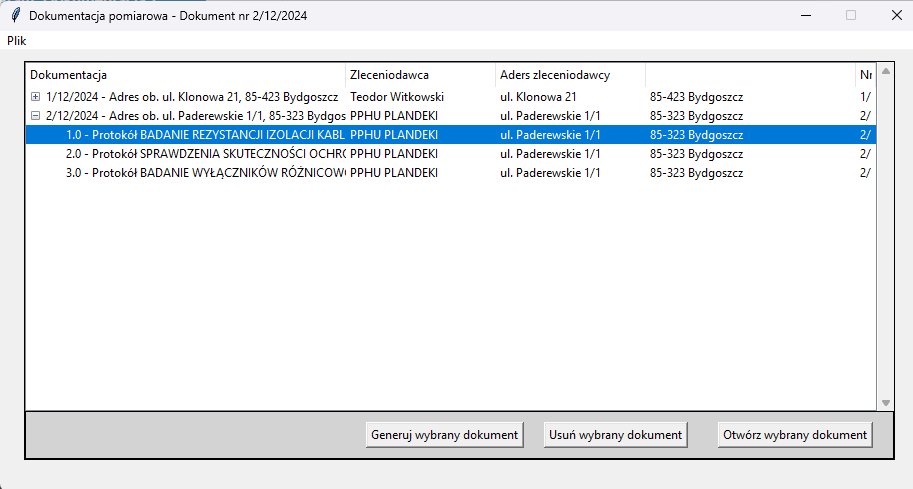 Dokumentacja pomiarowa - Dokument nr 2/12/2024
Plik
Dokumentacja Zleceniodawca Aders zleceniodawcy Nr
1/12/2024 - Adres ob. ul. Klonowa 21, 85-423 Bydgoszcz Teodor Witkowski ul. Klonowa 21 85-423 Bydgoszcz 1/
2/12/2024 - Adres ob. ul. Paderewskie 1/1, 85-323 Bydgos PPHU PLANDEKI ul. Paderewskie 1/1 85-323 Bydgoszcz 2/
1.0 - Protokół BADANIE REZYSTANCJI IZOLACJI KABL PPHU PLANDEKI ul. Paderewskie 1/1 85-323 Bydgoszcz 2/
2.0 - Protokół SPRAWDZENIA SKUTECZNOŚCI OCHRO PPHU PLANDEKI ul. Paderewskie 1/1 85-323 Bydgoszcz 2/
3.0 - Protokół BADANIE WYŁĄCZNIKÓW RÓŻNICOWO PPHU PLANDEKI ul. Paderewskie 1/1 85-323 Bydgoszcz 2/
Generuj wybrany dokument Usuń wybrany dokument Otwórz wybrany dokument